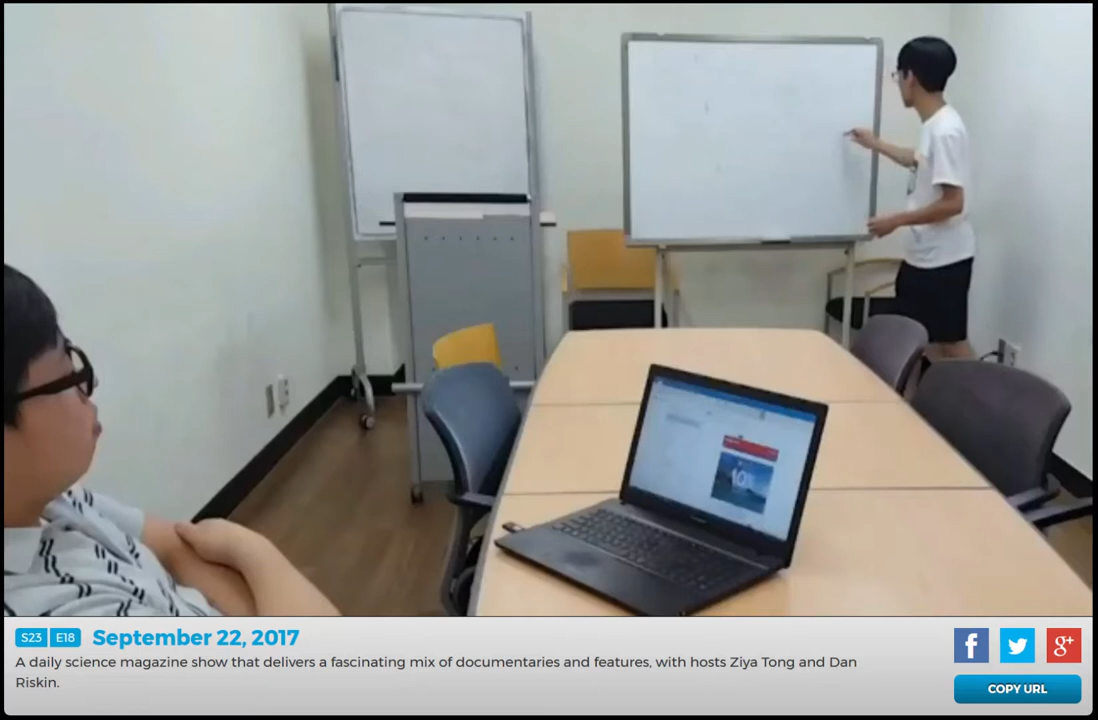 10%
S23 E18 September 22, 2017
A daily science magazine show that delivers a fascinating mix of documentaries and features, with hosts Ziya Tong and Dan
Riskin.
f g+
COPY URL